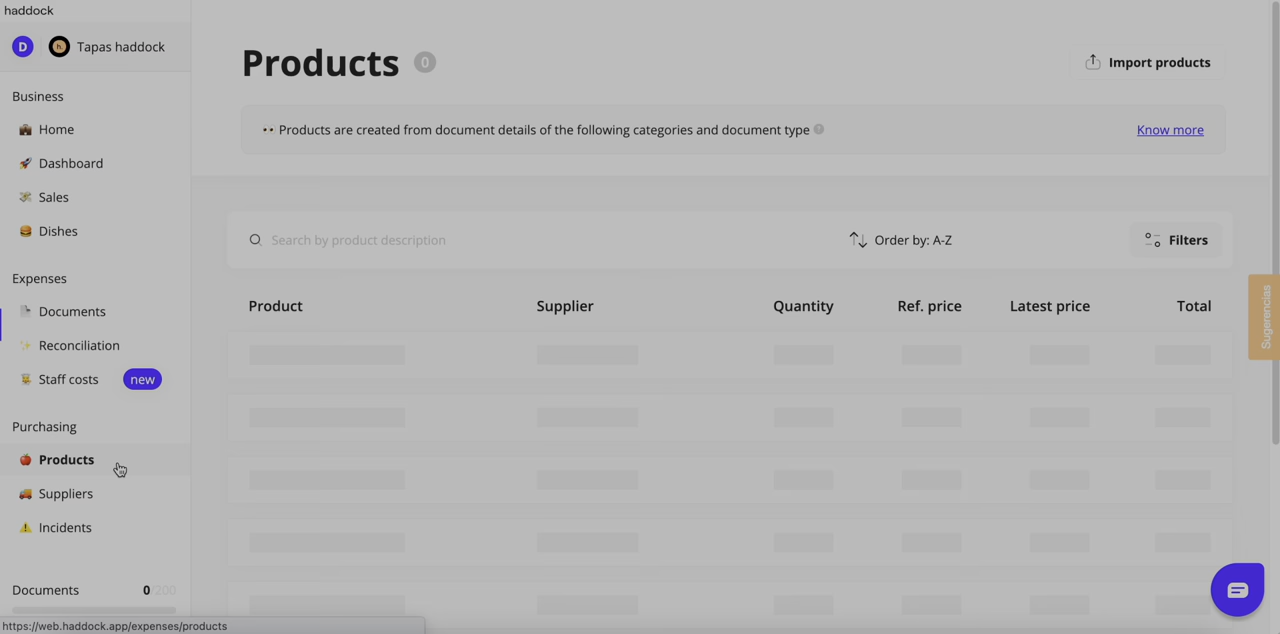 haddock
D h. Tapas haddock
Business
Home
Dashboard
Sales
Dishes
Expenses
Documents
Reconciliation
Staff costs new
Purchasing
Products
Suppliers
Incidents
Documents 0/200
https://web.haddock.app/expenses/products
Products 0
Import products
Products are created from document details of the following categories and document type ?
Know more
Search by product description
Order by: A-Z
Filters
Product Supplier Quantity Ref. price Latest price Total
Sugerencias